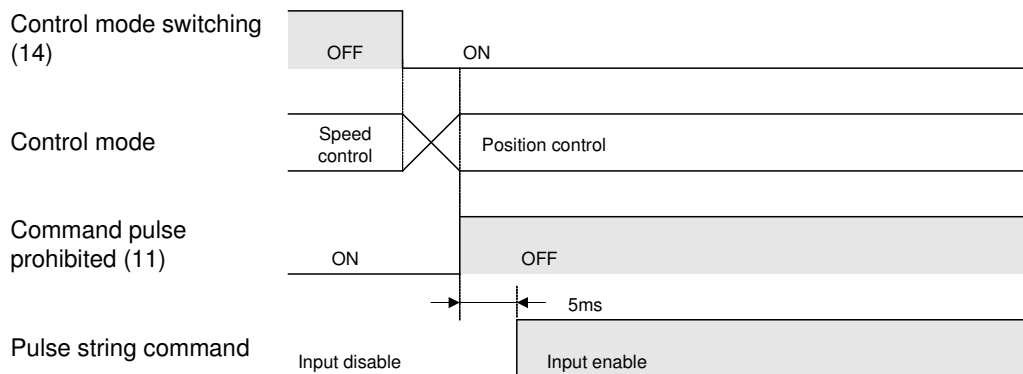 Control mode switching
(14)
OFF
ON
Control mode
Speed
control
Position control
Command pulse
prohibited (11)
ON
OFF
5ms
Pulse string command
Input disable
Input enable